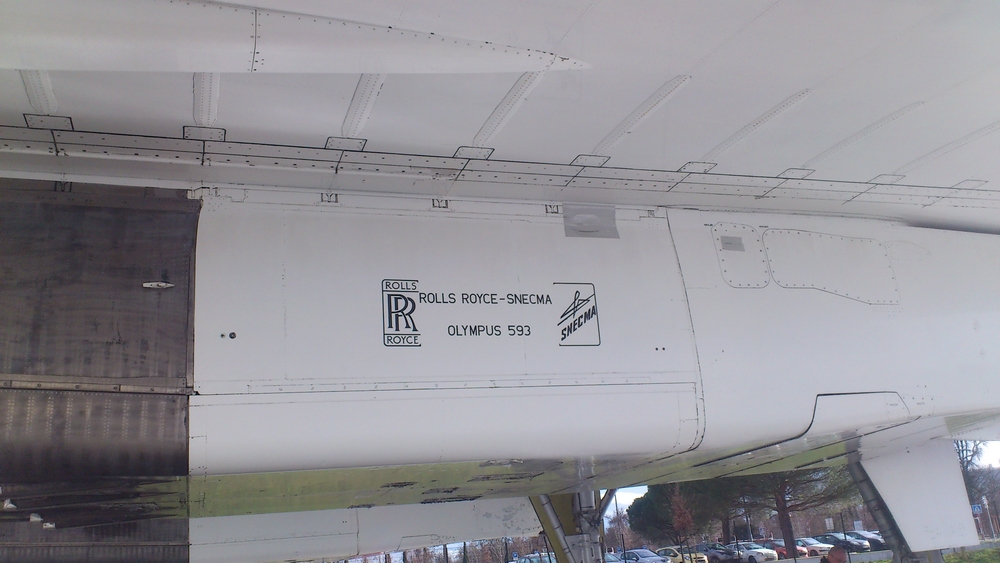 ROLLS
RR
ROYCE
ROLLS ROYCE-SNECMA
OLYMPUS 593
SNECMA